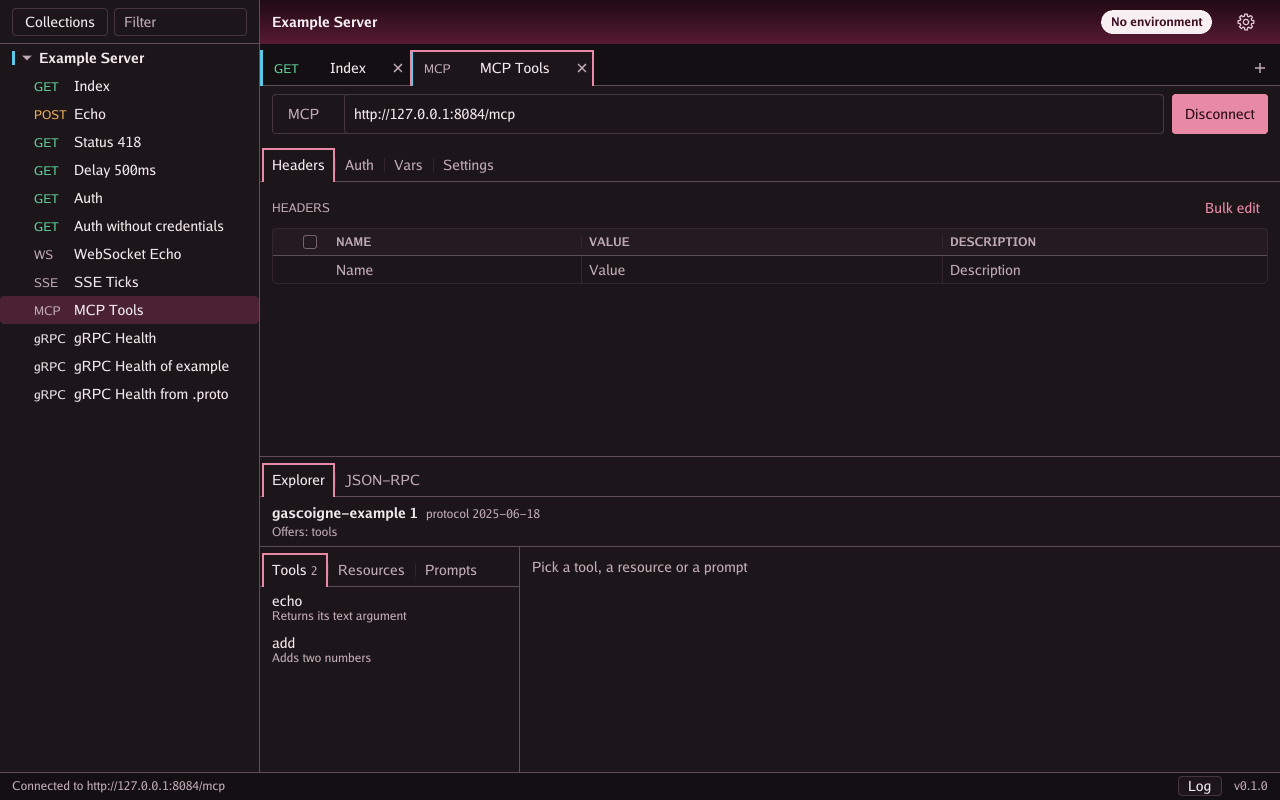 Collections
Filter
Example Server
No environment
Example Server
GET Index
POST Echo
GET Status 418
GET Delay 500ms
GET Auth
GET Auth without credentials
WS WebSocket Echo
SSE SSE Ticks
MCP MCP Tools
gRPC gRPC Health
gRPC gRPC Health of example
gRPC gRPC Health from .proto
GET Index
MCP MCP Tools
MCP http://127.0.0.1:8084/mcp Disconnect
Headers Auth Vars Settings
HEADERS Bulk edit
NAME VALUE DESCRIPTION
Name Value Description
Explorer JSON-RPC
gascoigne-example 1 protocol 2025-06-18
Offers: tools
Tools 2 Resources Prompts
echo
Returns its text argument
add
Adds two numbers
Pick a tool, a resource or a prompt
Connected to http://127.0.0.1:8084/mcp
Log v0.1.0